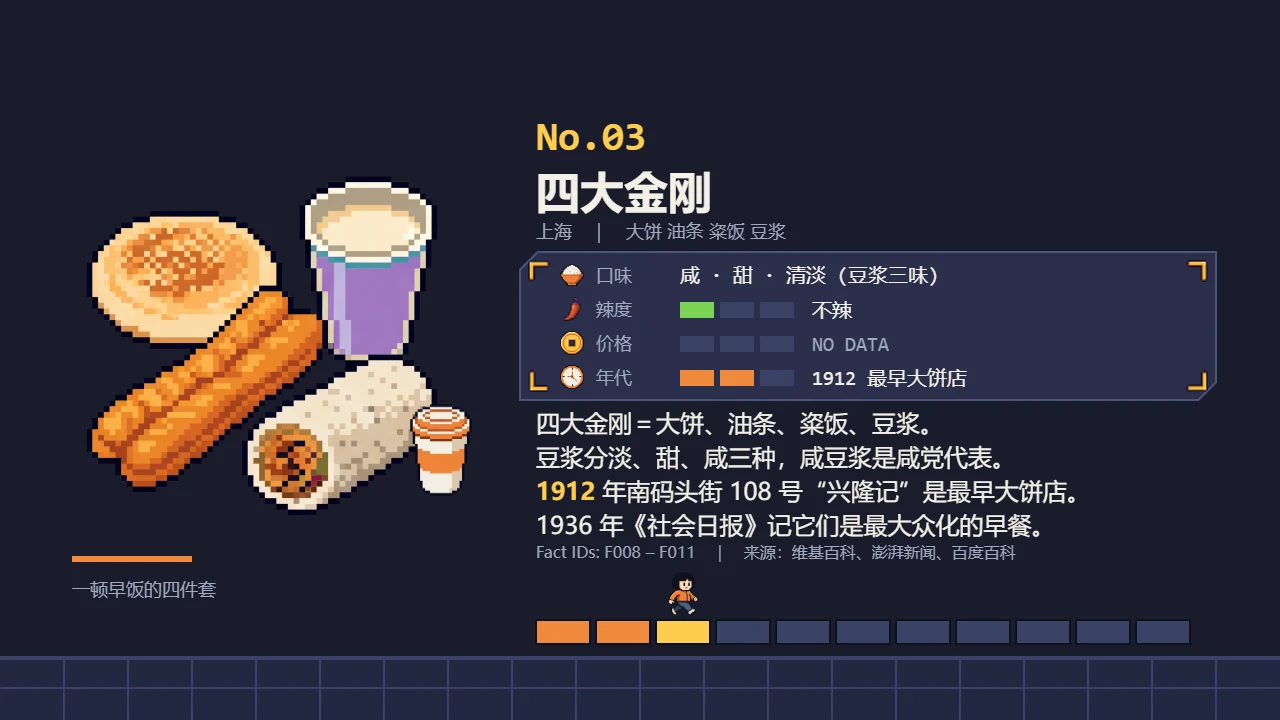 No.03
四大金刚
上海 | 大饼 油条 粢饭 豆浆
口味 咸 · 甜 · 清淡（豆浆三味）
辣度 不辣
价格 NO DATA
年代 1912 最早大饼店
四大金刚＝大饼、油条、粢饭、豆浆。
豆浆分淡、甜、咸三种，咸豆浆是咸党代表。
1912 年南码头街 108 号“兴隆记”是最早大饼店。
1936 年《社会日报》记它们是最大众化的早餐。
Fact IDs: F008 – F011 | 来源：维基百科、澎湃新闻、百度百科
一顿早饭的四件套